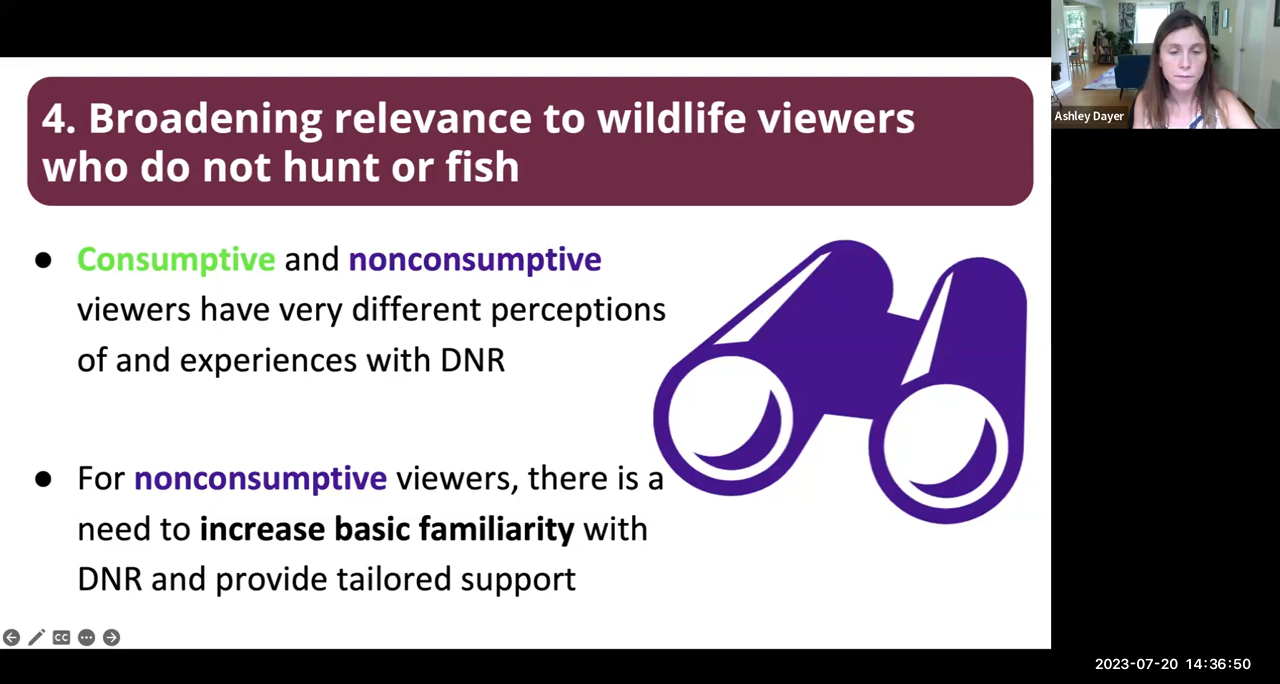 4. Broadening relevance to wildlife viewers
who do not hunt or fish
● Consumptive and nonconsumptive
viewers have very different perceptions
of and experiences with DNR
● For nonconsumptive viewers, there is a
need to increase basic familiarity with
DNR and provide tailored support
CC
Ashley Dayer
2023-07-20 14:36:50